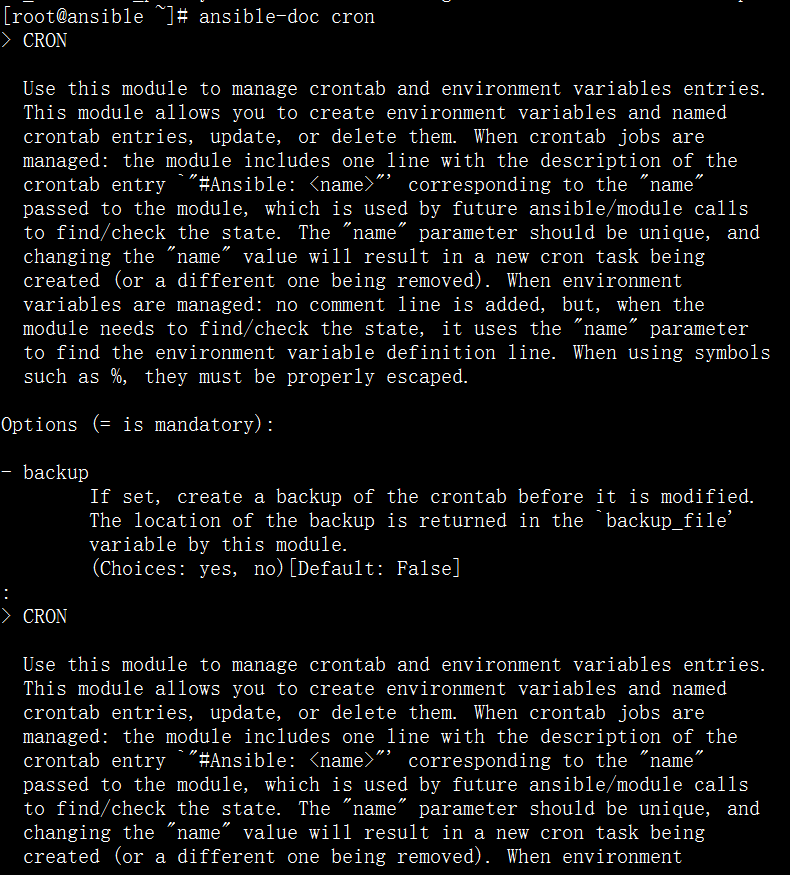 [root@ansible ~]# ansible-doc cron
> CRON
Use this module to manage crontab and environment variables entries.
This module allows you to create environment variables and named
crontab entries, update, or delete them. When crontab jobs are
managed: the module includes one line with the description of the
crontab entry `"#Ansible: <name>"' corresponding to the "name"
passed to the module, which is used by future ansible/module calls
to find/check the state. The "name" parameter should be unique, and
changing the "name" value will result in a new cron task being
created (or a different one being removed). When environment
variables are managed: no comment line is added, but, when the
module needs to find/check the state, it uses the "name" parameter
to find the environment variable definition line. When using symbols
such as %, they must be properly escaped.
Options (= is mandatory):
- backup
If set, create a backup of the crontab before it is modified.
The location of the backup is returned in the `backup_file'
variable by this module.
(Choices: yes, no)[Default: False]
:
> CRON
Use this module to manage crontab and environment variables entries.
This module allows you to create environment variables and named
crontab entries, update, or delete them. When crontab jobs are
managed: the module includes one line with the description of the
crontab entry `"#Ansible: <name>"' corresponding to the "name"
passed to the module, which is used by future ansible/module calls
to find/check the state. The "name" parameter should be unique, and
changing the "name" value will result in a new cron task being
created (or a different one being removed). When environment